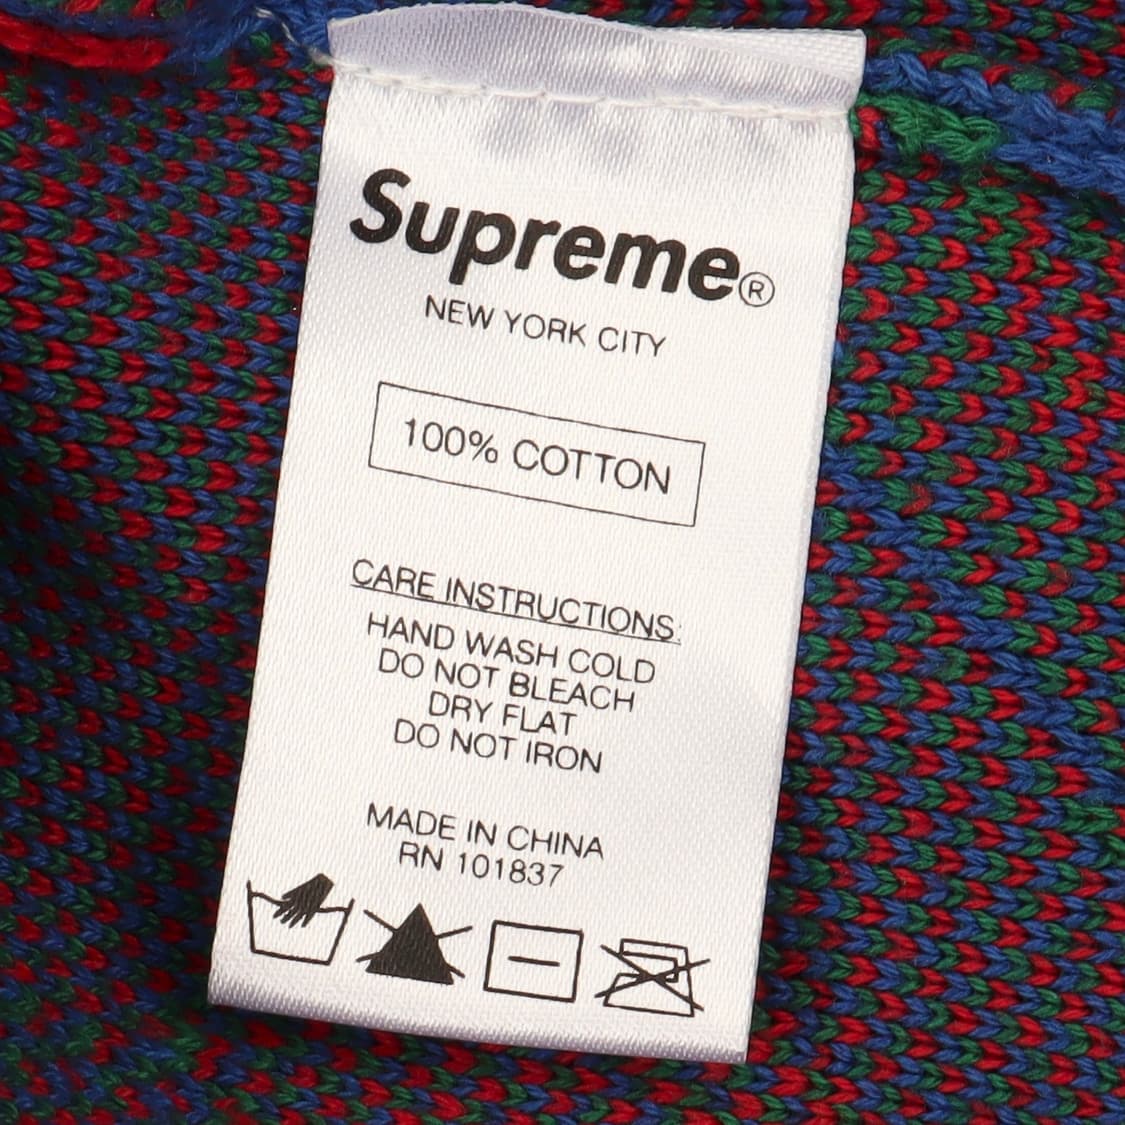 Supreme®
NEW YORK CITY
100% COTTON
CARE INSTRUCTIONS:
HAND WASH COLD
DO NOT BLEACH
DRY FLAT
DO NOT IRON
MADE IN CHINA
RN 101837